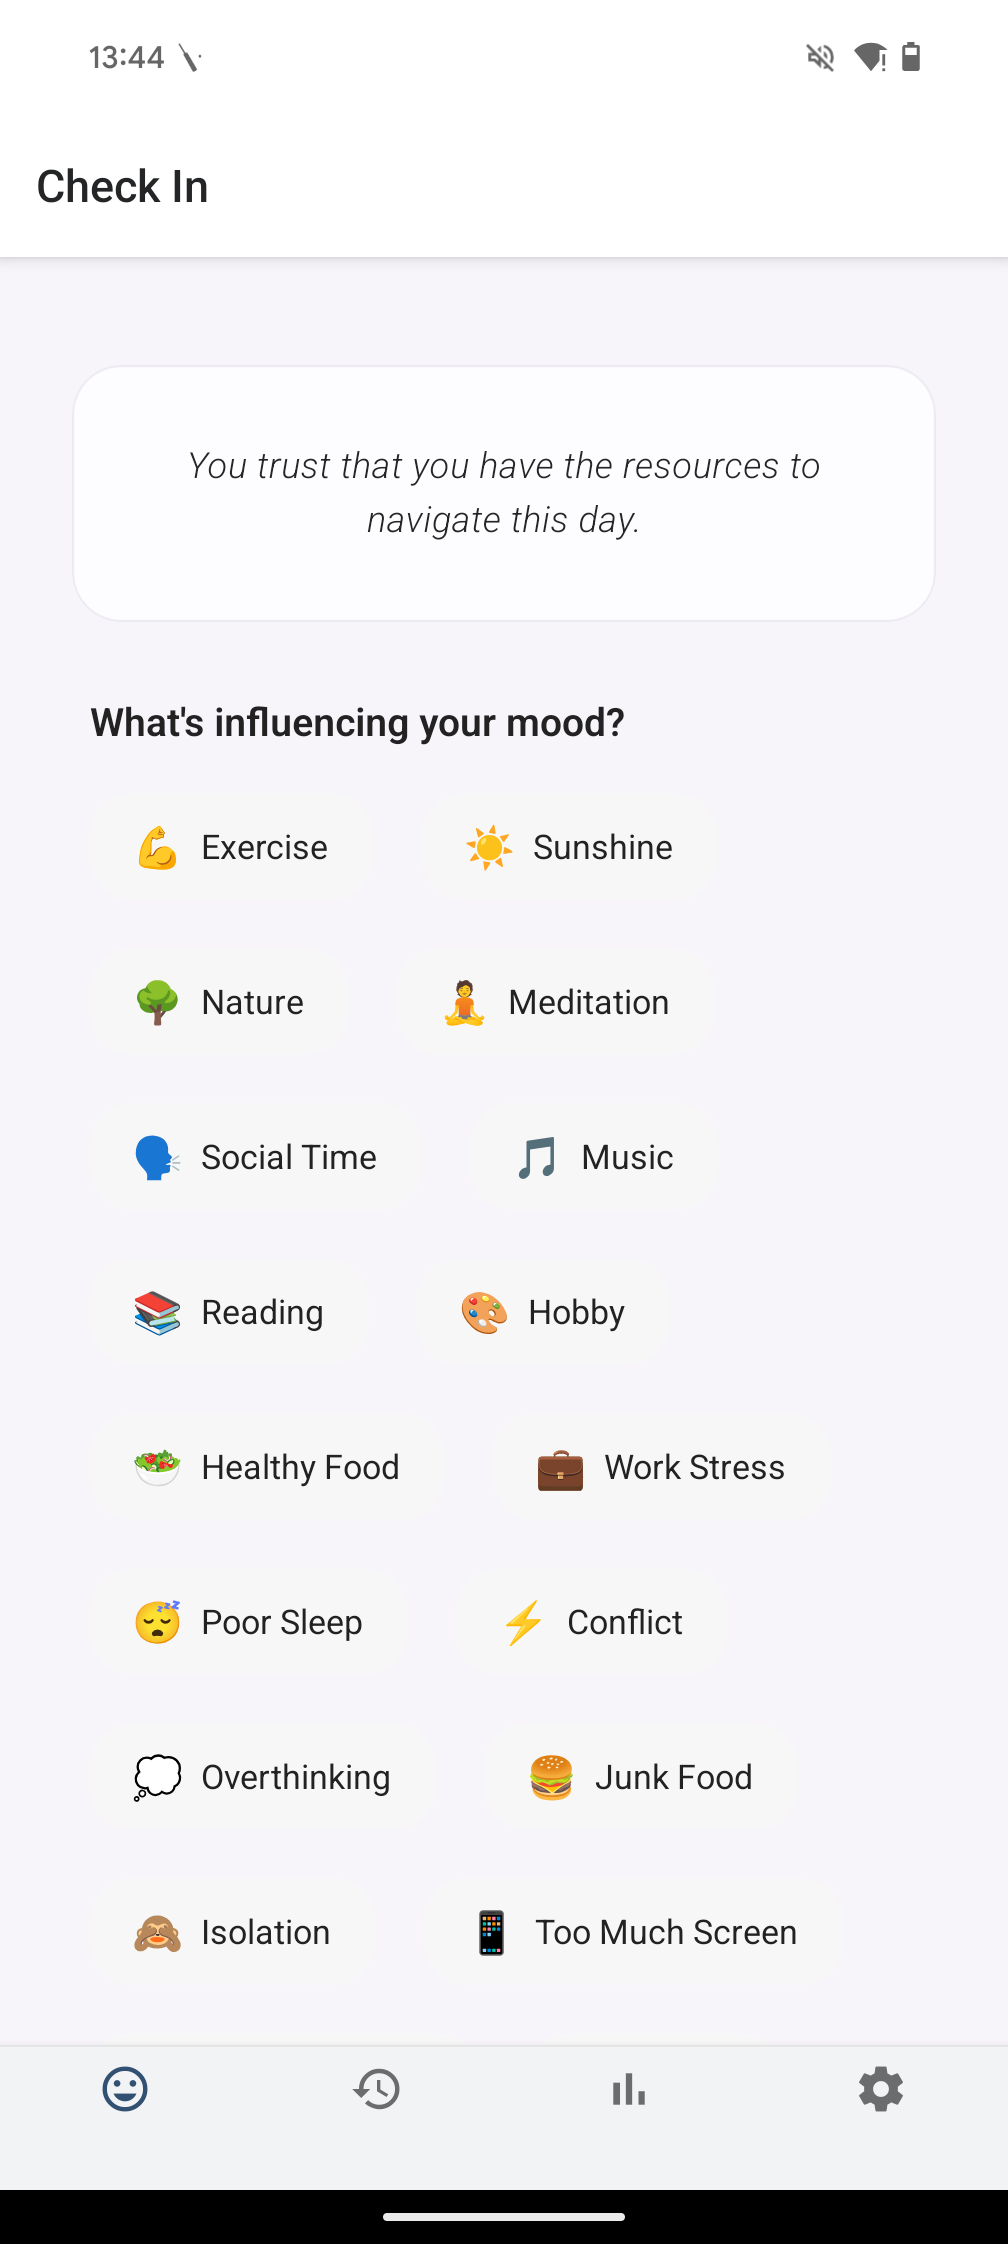 13:44
Check In
You trust that you have the resources to
navigate this day.
What's influencing your mood?
Exercise
Sunshine
Nature
Meditation
Social Time
Music
Reading
Hobby
Healthy Food
Work Stress
Poor Sleep
Conflict
Overthinking
Junk Food
Isolation
Too Much Screen